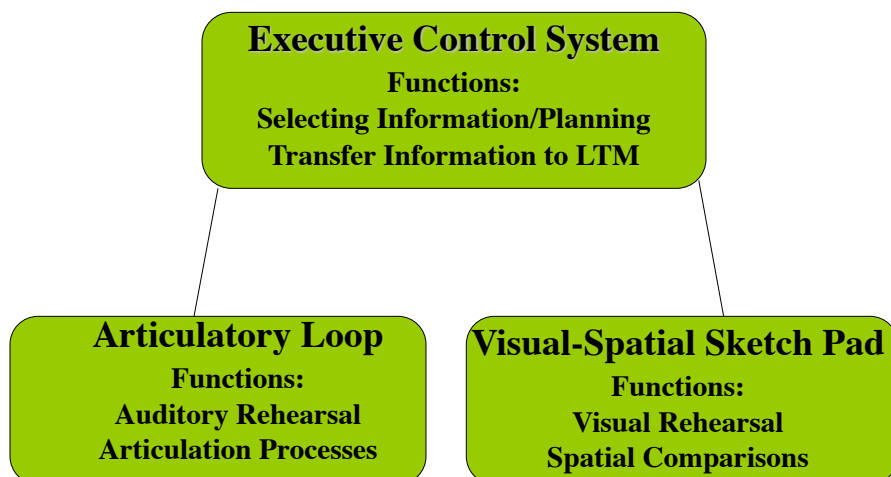 Executive Control System
Functions:
Selecting Information/Planning
Transfer Information to LTM
Articulatory Loop
Functions:
Auditory Rehearsal
Articulation Processes
Visual-Spatial Sketch Pad
Functions:
Visual Rehearsal
Spatial Comparisons